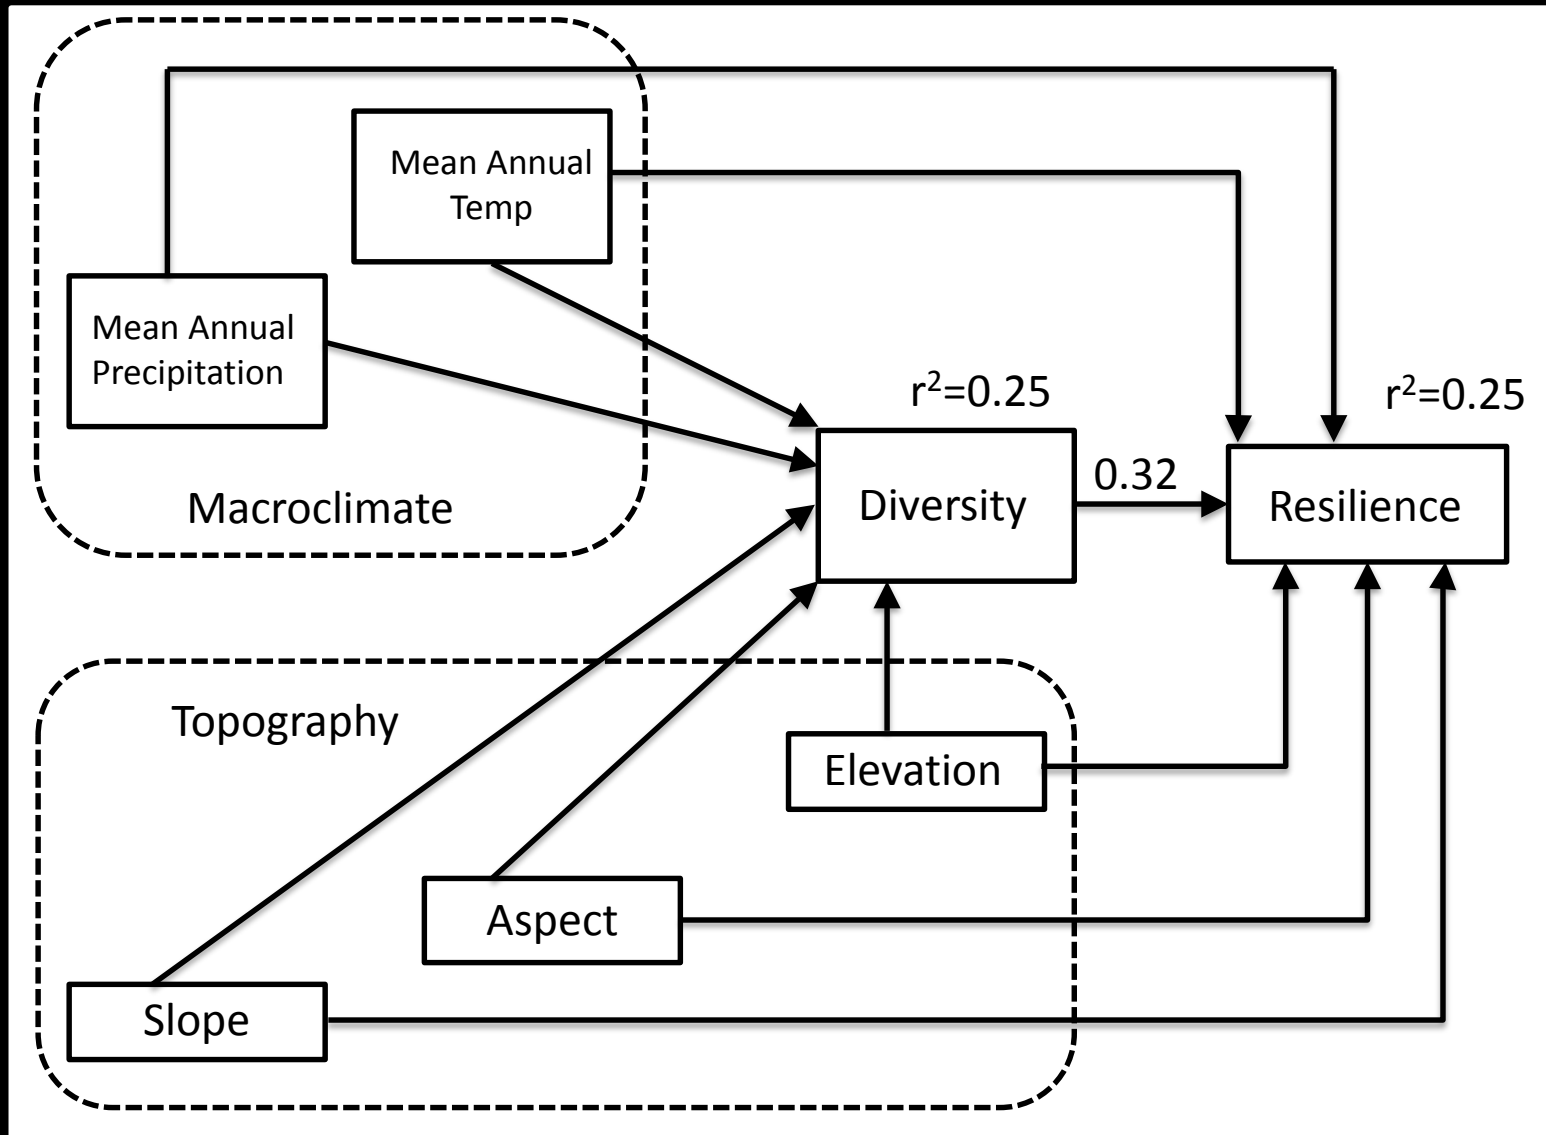 Mean Annual
Temp
Mean Annual
Precipitation
Macroclimate
r²=0.25
r²=0.25
0.32
Diversity
Resilience
Topography
Elevation
Aspect
Slope